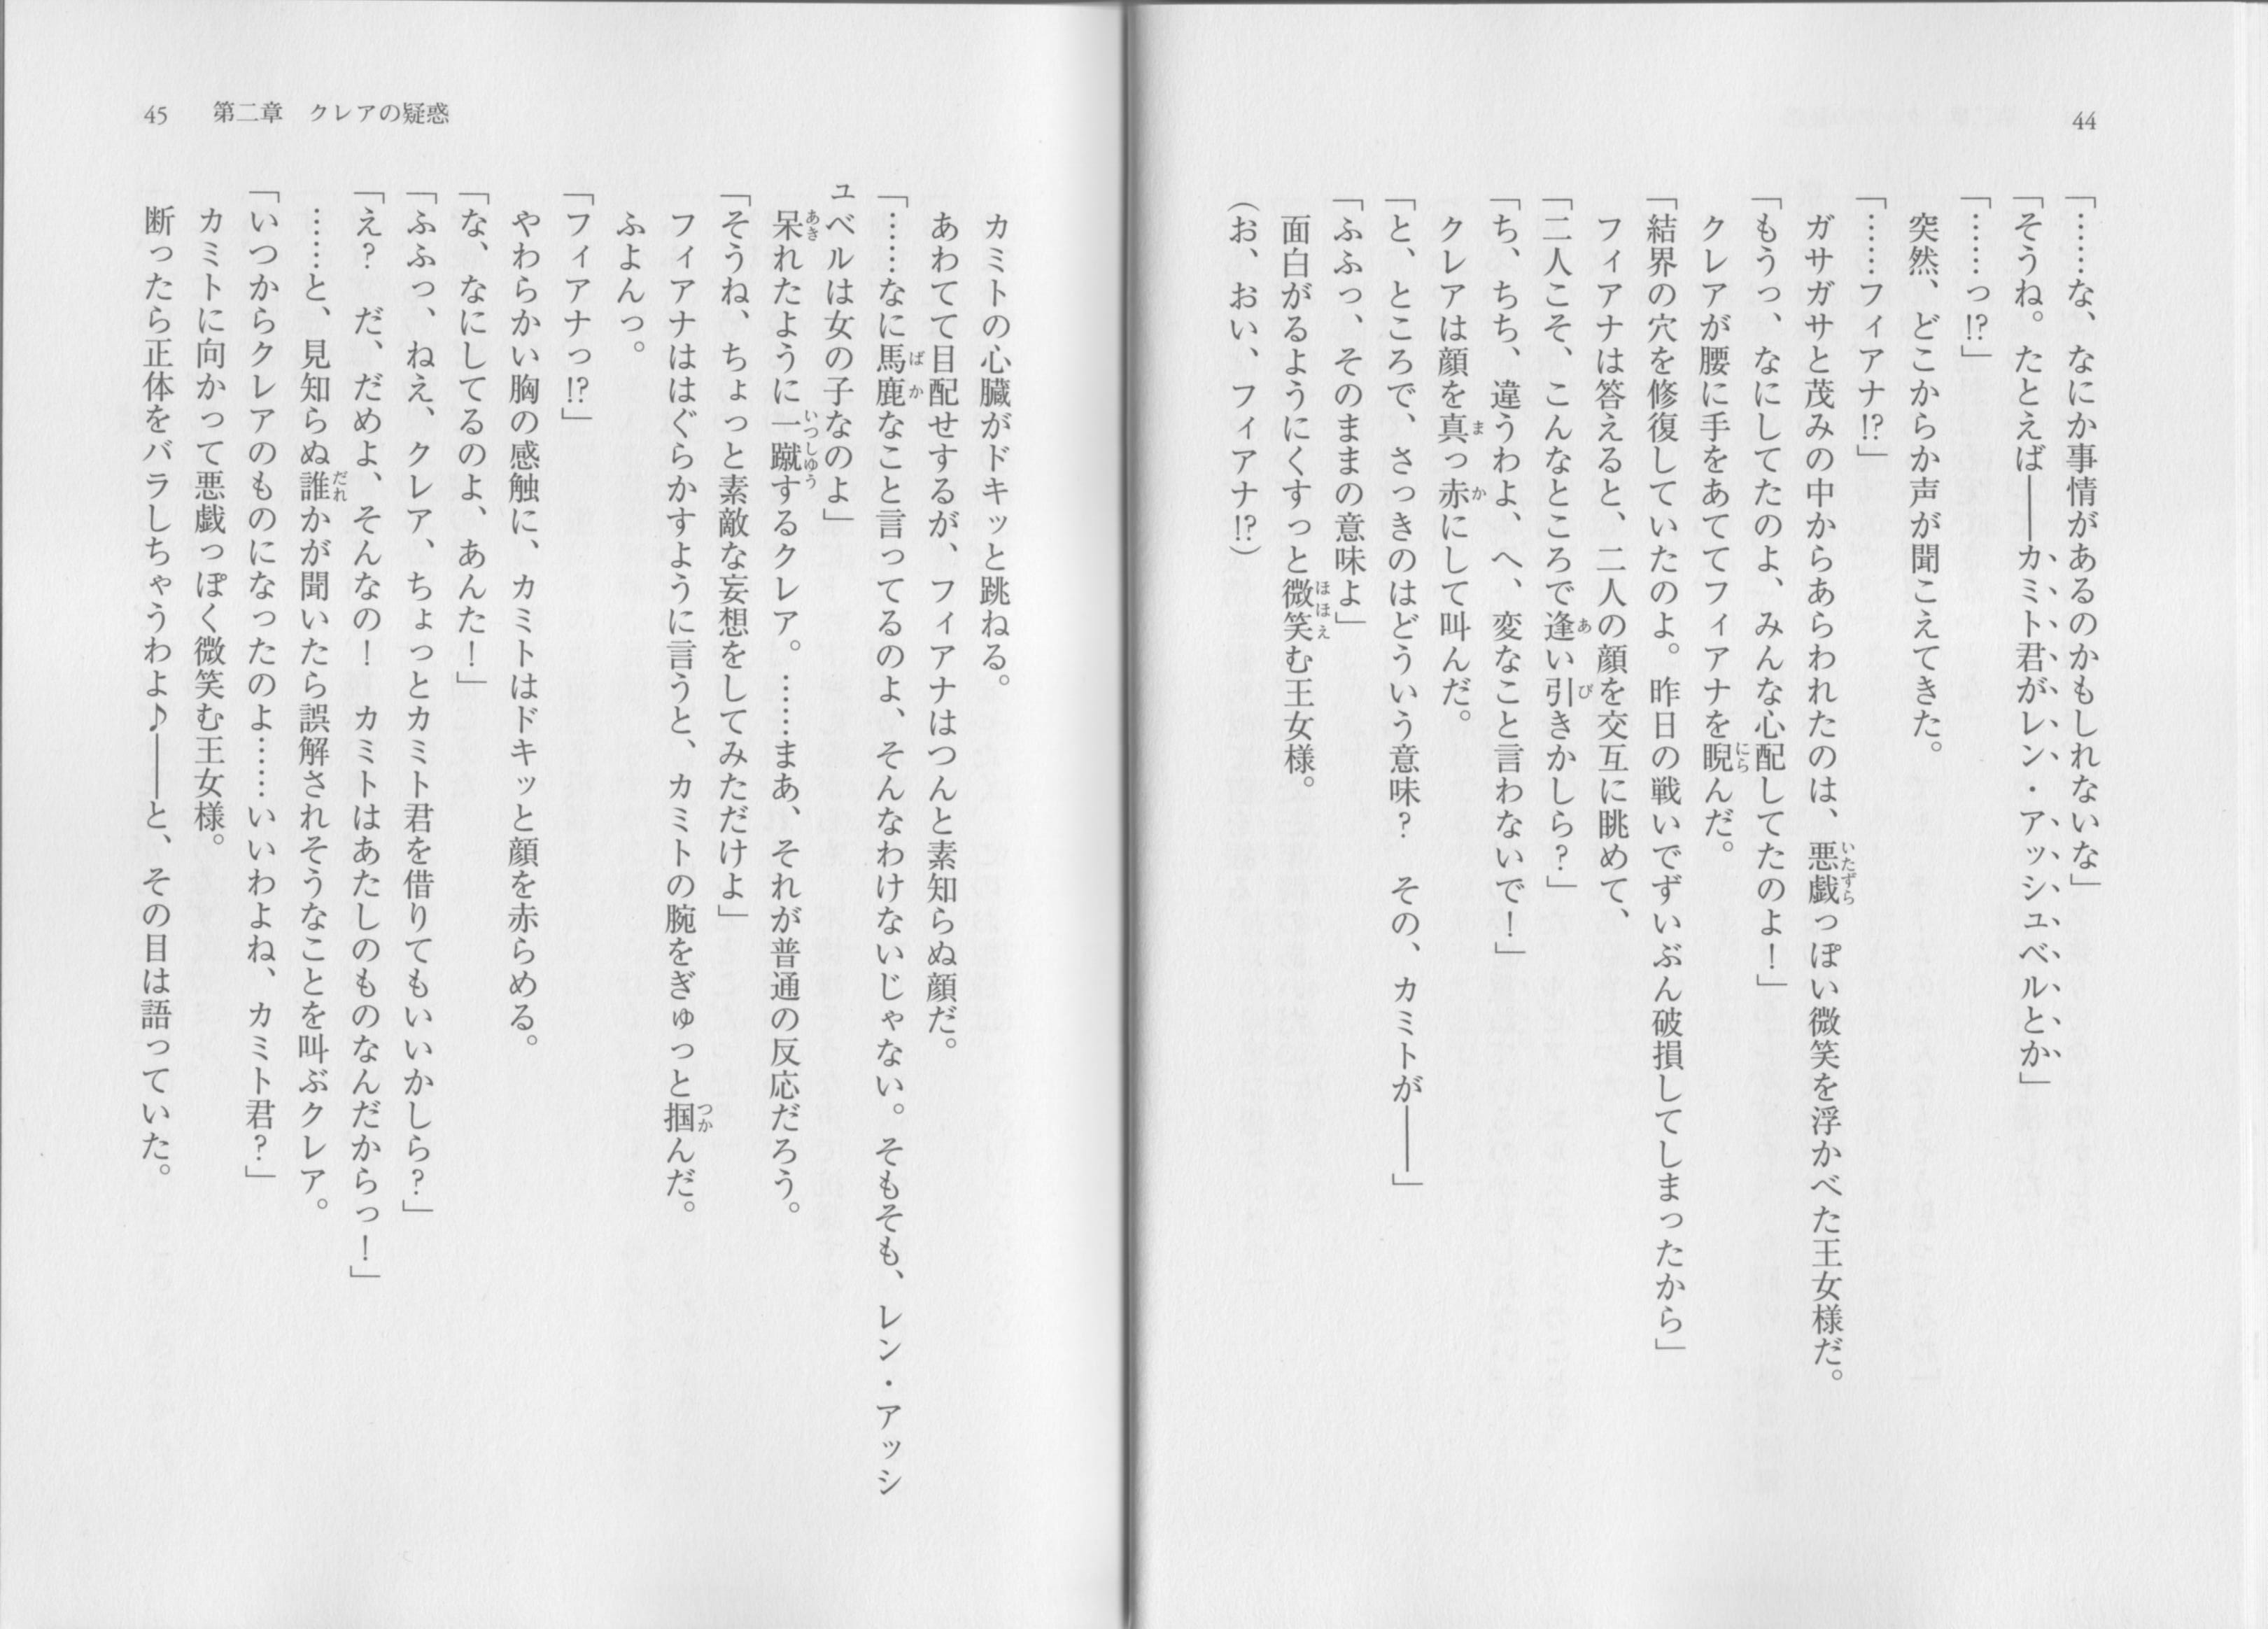 44
「……な、なにか事情があるのかもしれないな」
「そうね。たとえば――カミト君がレン・アッシュベルとか」
「……っ!?」
突然、どこからか声が聞こえてきた。
「……フィアナ!?」
ガサガサと茂みの中からあらわれたのは、悪戯っぽい微笑を浮かべた王女様だ。
「もうっ、なにしてたのよ、みんな心配してたのよ！」
クレアが腰に手をあててフィアナを睨んだ。
「結界の穴を修復していたのよ。昨日の戦いでずいぶん破損してしまったから」
フィアナは答えると、二人の顔を交互に眺めて、
「二人こそ、こんなところで逢い引きかしら？」
「ち、ちち、違うわよ、へ、変なこと言わないで！」
クレアは顔を真っ赤にして叫んだ。
「と、ところで、さっきのはどういう意味？　その、カミトが――」
「ふふっ、そのままの意味よ」
面白がるようにくすっと微笑む王女様。
（お、おい、フィアナ!?）
45　第二章　クレアの疑惑
カミトの心臓がドキッと跳ねる。
あわてて目配せするが、フィアナはつんと素知らぬ顔だ。
「……なに馬鹿なこと言ってるのよ、そんなわけないじゃない。そもそも、レン・アッシ
ュベルは女の子なのよ」
呆れたように一蹴するクレア。……まあ、それが普通の反応だろう。
「そうね、ちょっと素敵な妄想をしてみただけよ」
フィアナははぐらかすように言うと、カミトの腕をぎゅっと掴んだ。
ふよんっ。
「フィアナっ!?」
やわらかい胸の感触に、カミトはドキッと顔を赤らめる。
「な、なにしてるのよ、あんた！」
「ふふっ、ねえ、クレア、ちょっとカミト君を借りてもいいかしら？」
「え？　だ、だめよ、そんなの！　カミトはあたしのものなんだからっ！」
……と、見知らぬ誰かが聞いたら誤解されそうなことを叫ぶクレア。
「いつからクレアのものになったのよ……いいわよね、カミト君？」
カミトに向かって悪戯っぽく微笑む王女様。
断ったら正体をバラしちゃうわよ♪――と、その目は語っていた。